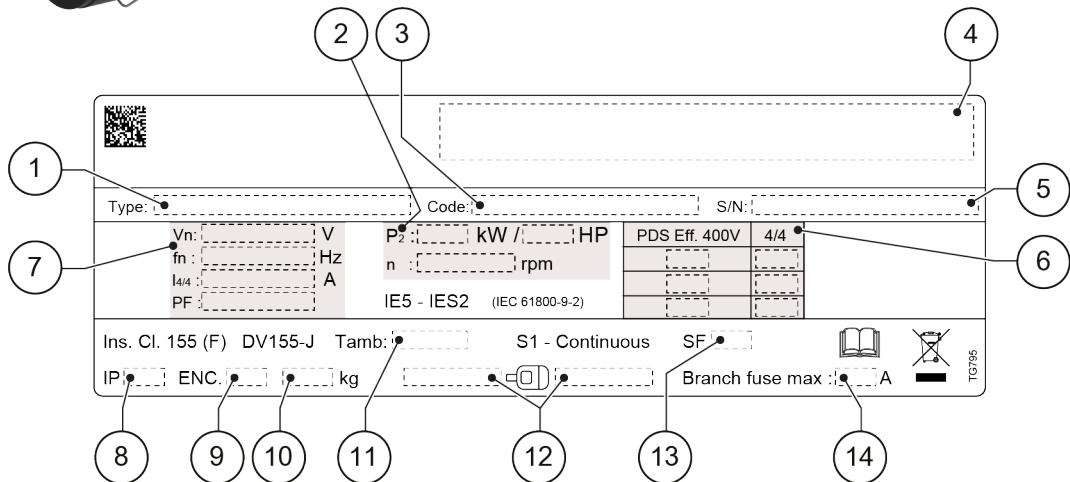 2 3 4
1 5
Type: Code: S/N:
Vn: V P2 : kW / HP PDS Eff. 400V 4/4
7 fn : Hz 6
I4/4 : A n : rpm
PF : IE5 - IES2 (IEC 61800-9-2)
Ins. Cl. 155 (F) DV155-J Tamb: S1 - Continuous SF
IP ENC. kg Branch fuse max : A
TG795
8 9 10 11 12 13 14